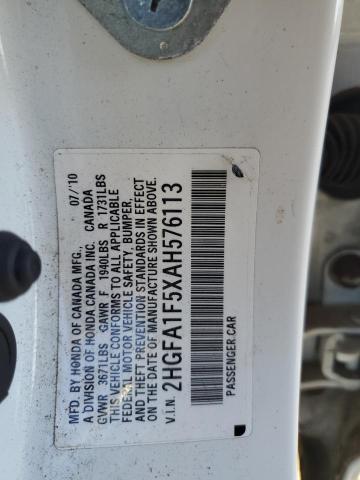 MFD. BY HONDA OF CANADA MFG., 07/'10
A DIVISION OF HONDA CANADA INC. CANADA
GVWR 3671LBS GAWR F 1940LBS R 1731LBS
THIS VEHICLE CONFORMS TO ALL APPLICABLE
FEDERAL MOTOR VEHICLE SAFETY, BUMPER,
AND THEFT PREVENTION STANDARDS IN EFFECT
ON THE DATE OF MANUFACTURE SHOWN ABOVE.
V.I.N. 2HGFA1F5XAH576113
PASSENGER CAR